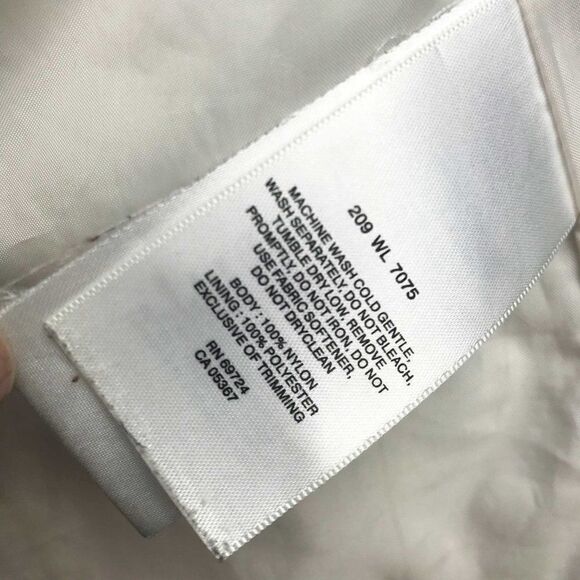 209 WL 7075
MACHINE WASH COLD GENTLE,
WASH SEPARATELY, DO NOT BLEACH,
TUMBLE DRY LOW, REMOVE
PROMPTLY, DO NOT IRON, DO NOT
USE FABRIC SOFTENER,
DO NOT DRYCLEAN
BODY : 100% NYLON
LINING : 100% POLYESTER
EXCLUSIVE OF TRIMMING
RN 69724
CA 05367